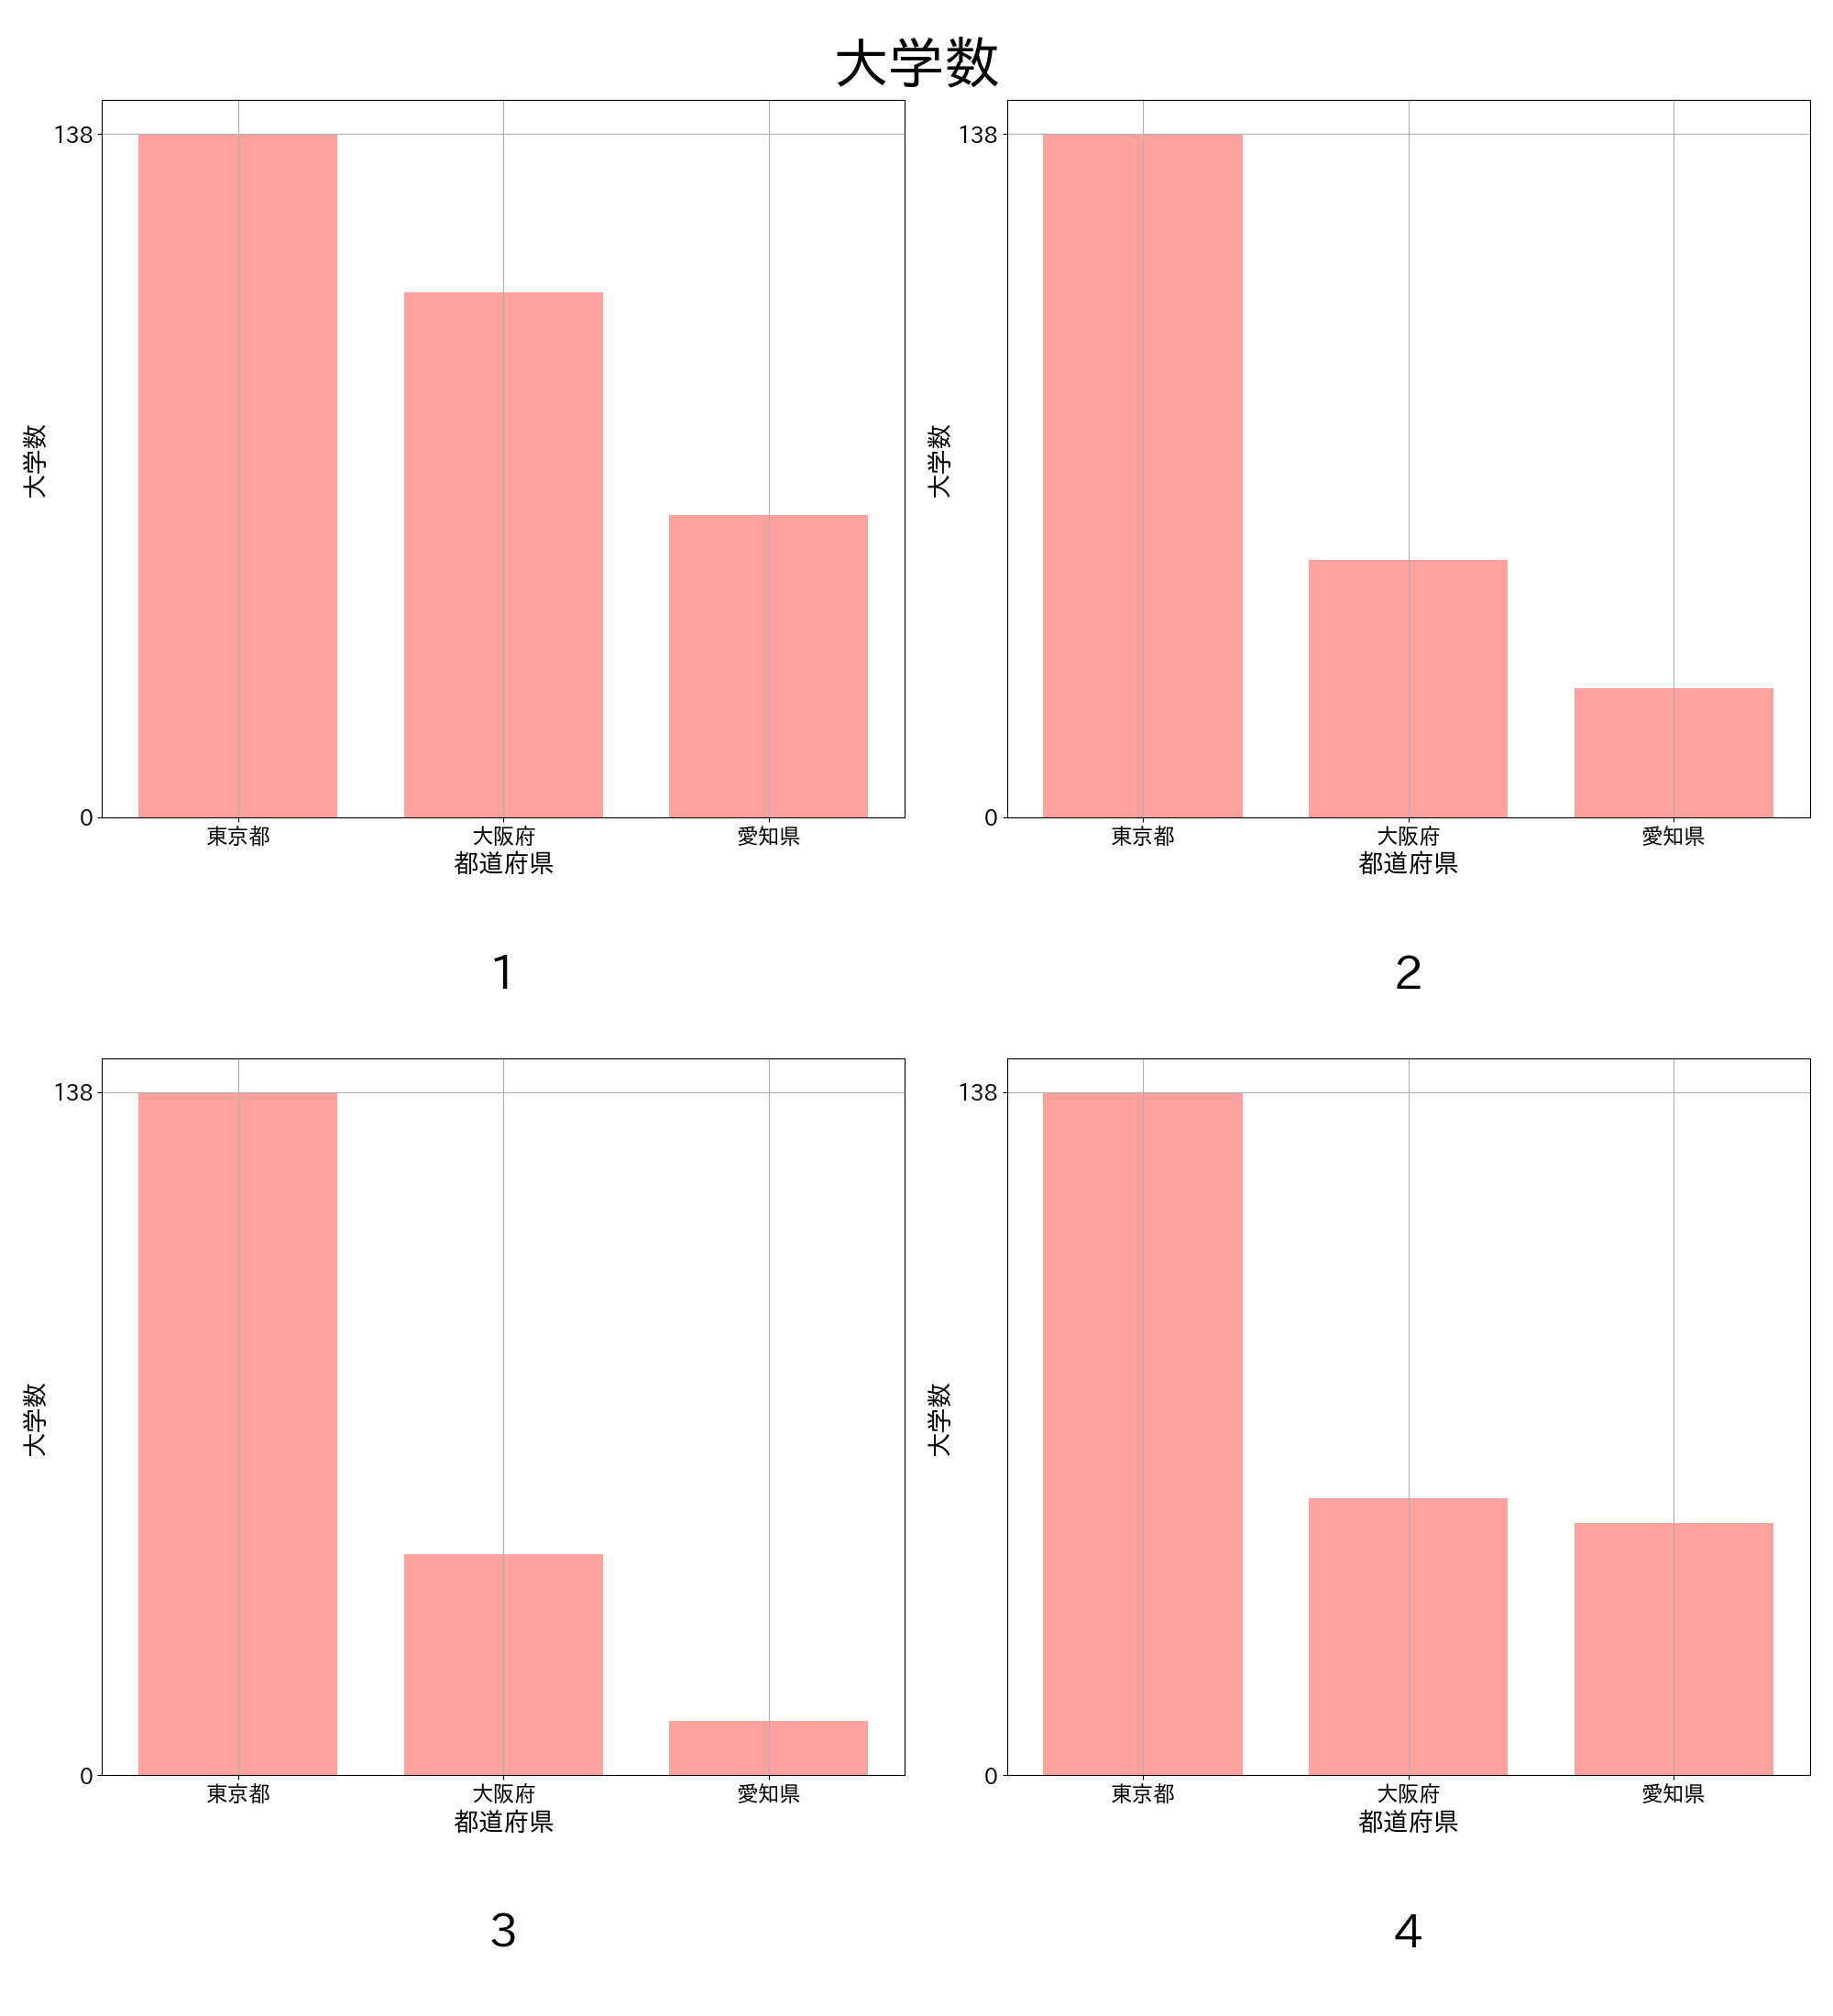 大学数
138
0
大学数
東京都 大阪府 愛知県
都道府県
1
138
0
大学数
東京都 大阪府 愛知県
都道府県
2
138
0
大学数
東京都 大阪府 愛知県
都道府県
3
138
0
大学数
東京都 大阪府 愛知県
都道府県
4